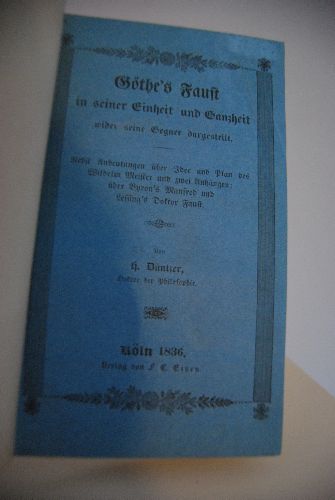 Göthe's Faust
in seiner Einheit und Ganzheit
wider seine Gegner dargestellt.
Nebst Andeutungen über Idee und Plan des
Wilhelm Meister und zwei Anhängen:
über Byron's Manfred und
Lessing's Doktor Faust.
Von
H. Düntzer,
Doktor der Philosophie.
Köln 1836.
Verlag von F. C. Eisen.